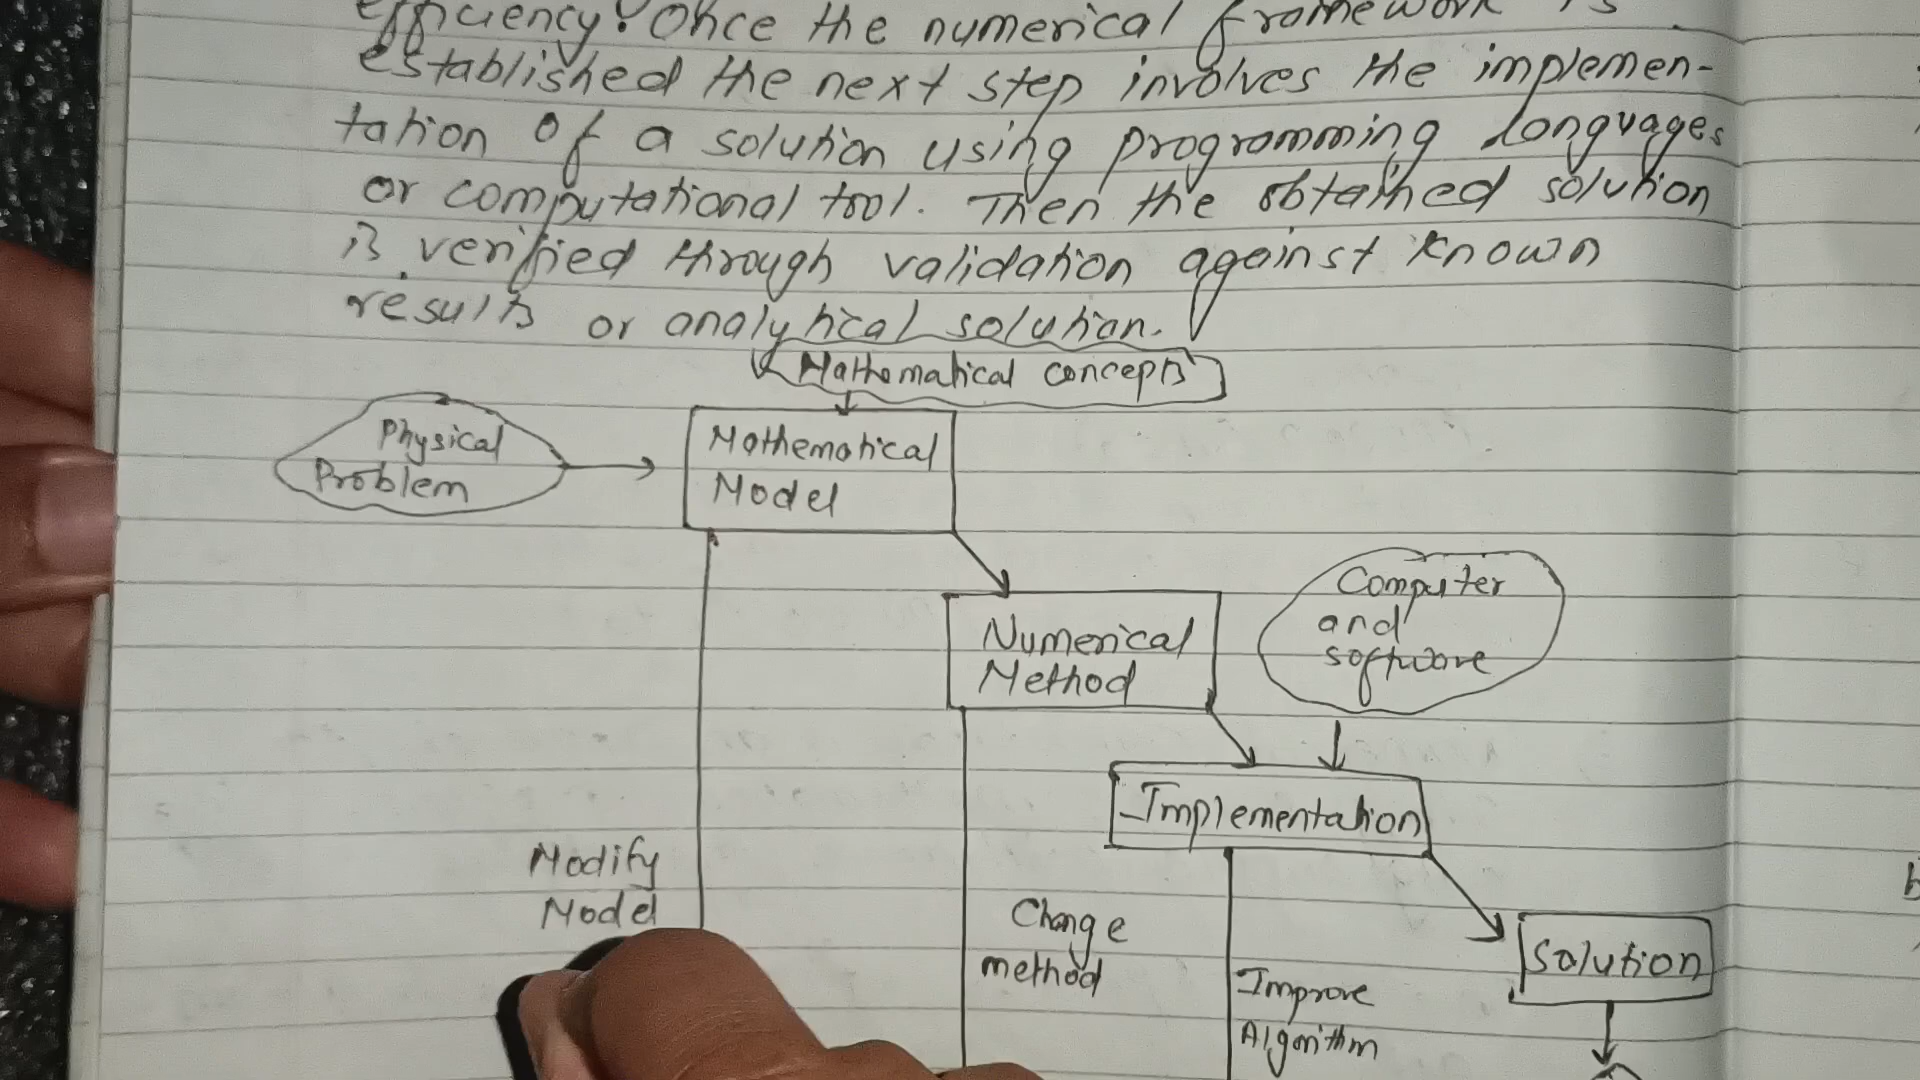 efficiency. Once the numerical framework is
established the next step involves the implemen-
tation of a solution using programming languages
or computational tool. Then the obtained solution
is verified through validation against known
results or analytical solution.
Mathematical concepts
Physical
Problem
Mathematical
Model
Computer
and
software
Numerical
Method
Implementation
Modify
Model
Change
method
Solution
Improve
Algorithm